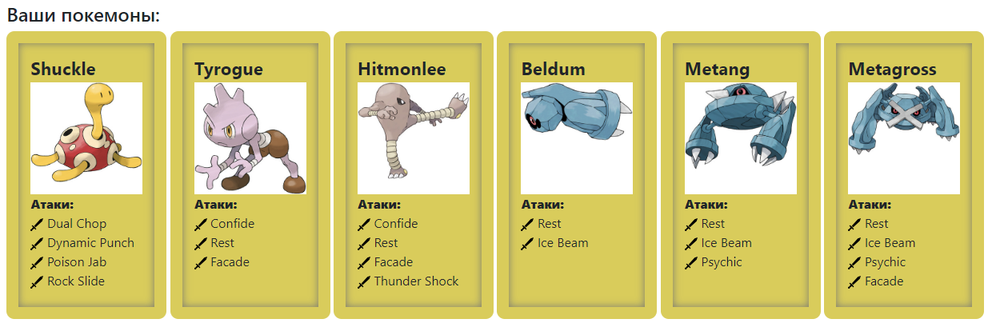 Ваши покемоны:
Shuckle
Атаки:
Dual Chop
Dynamic Punch
Poison Jab
Rock Slide
Tyrogue
Атаки:
Confide
Rest
Facade
Hitmonlee
Атаки:
Confide
Rest
Facade
Thunder Shock
Beldum
Атаки:
Rest
Ice Beam
Metang
Атаки:
Rest
Ice Beam
Psychic
Metagross
Атаки:
Rest
Ice Beam
Psychic
Facade